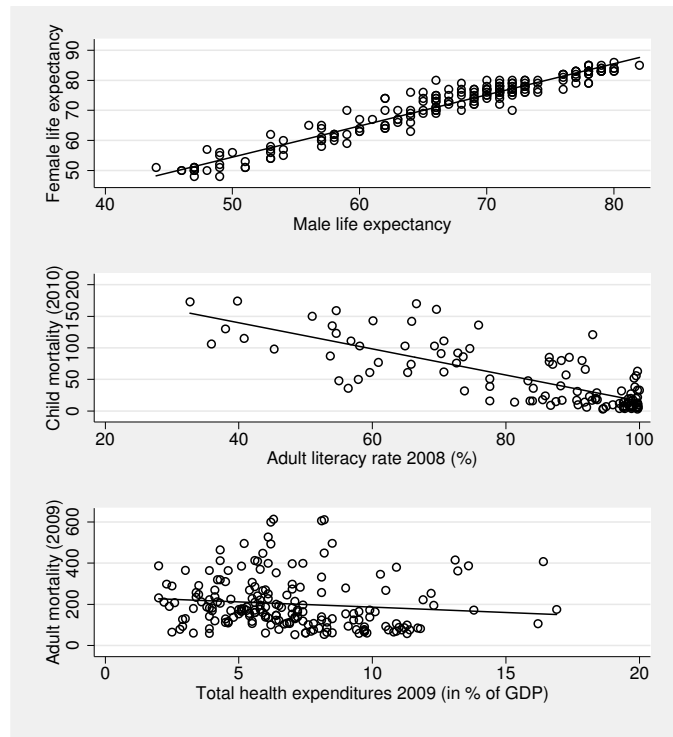 Female life expectancy
50 60 70 80 90
40 50 60 70 80
Male life expectancy
Child mortality (2010)
0 50 100 150 200
20 40 60 80 100
Adult literacy rate 2008 (%)
Adult mortality (2009)
0 200 400 600
0 5 10 15 20
Total health expenditures 2009 (in % of GDP)